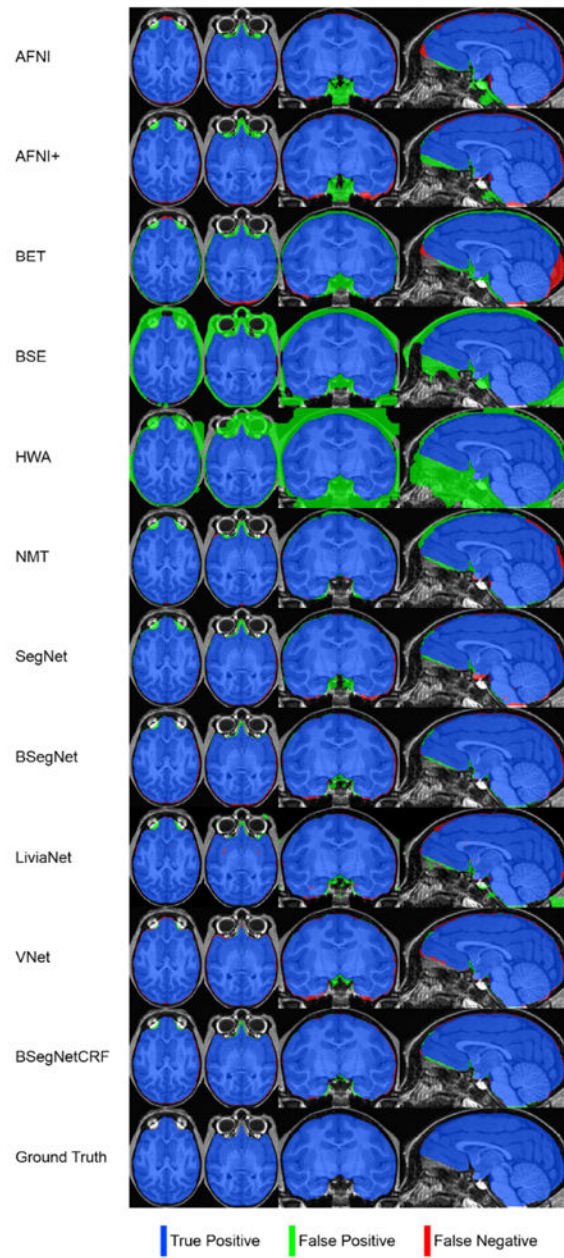 AFNI
AFNI+
BET
BSE
HWA
NMT
SegNet
BSegNet
LiviaNet
VNet
BSegNetCRF
Ground Truth
True Positive False Positive False Negative